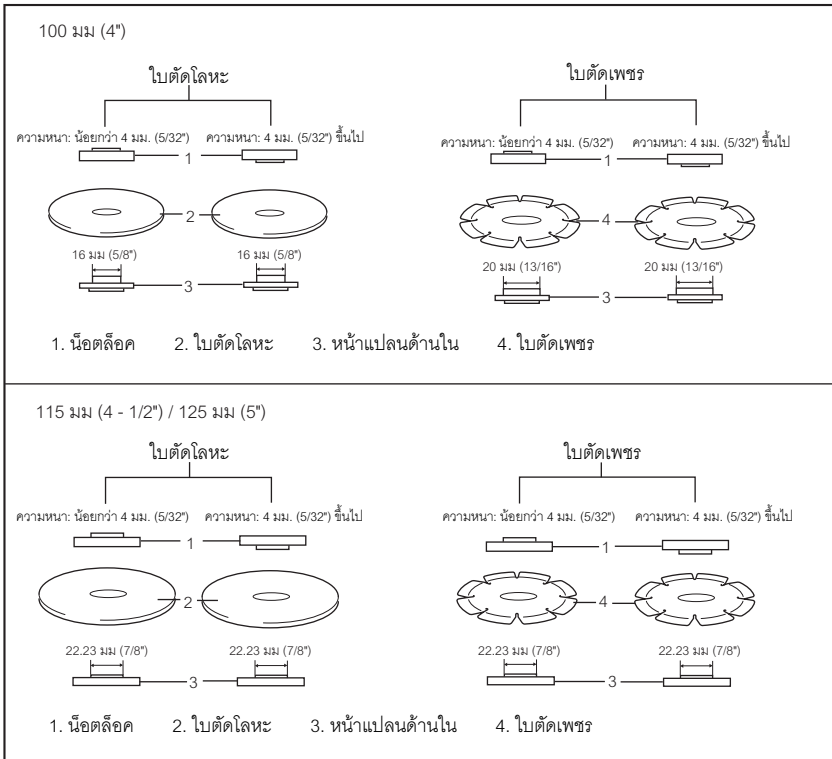 100 มม (4")
ใบตัดโลหะ
ใบตัดเพชร
ความหนา: น้อยกว่า 4 มม. (5/32") ความหนา: 4 มม. (5/32") ขึ้นไป
ความหนา: น้อยกว่า 4 มม. (5/32") ความหนา: 4 มม. (5/32") ขึ้นไป
1
1
2
4
16 มม (5/8") 16 มม (5/8")
20 มม (13/16") 20 มม (13/16")
3
3
1. น็อตล็อค 2. ใบตัดโลหะ 3. หน้าแปลนด้านใน 4. ใบตัดเพชร
115 มม (4 - 1/2") / 125 มม (5")
ใบตัดโลหะ
ใบตัดเพชร
ความหนา: น้อยกว่า 4 มม. (5/32") ความหนา: 4 มม. (5/32") ขึ้นไป
ความหนา: น้อยกว่า 4 มม. (5/32") ความหนา: 4 มม. (5/32") ขึ้นไป
1
1
2
4
22.23 มม (7/8") 22.23 มม (7/8")
22.23 มม (7/8") 22.23 มม (7/8")
3
3
1. น็อตล็อค 2. ใบตัดโลหะ 3. หน้าแปลนด้านใน 4. ใบตัดเพชร